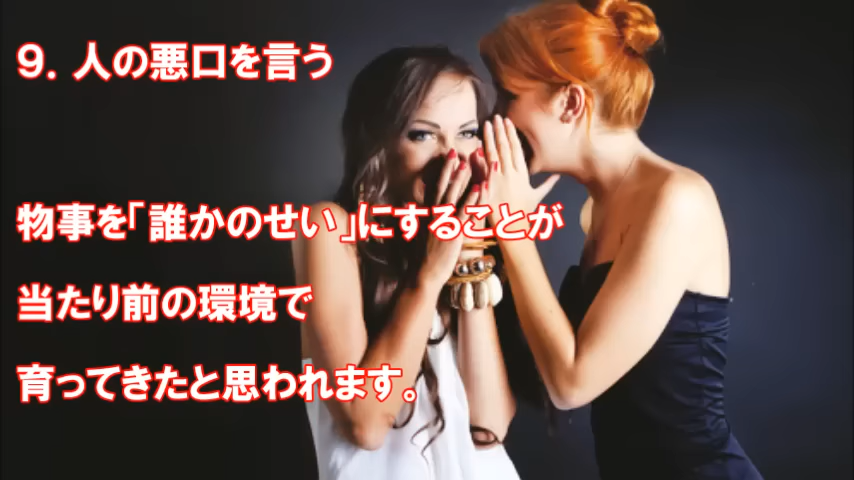 ９．人の悪口を言う
物事を「誰かのせい」にすることが
当たり前の環境で
育ってきたと思われます。